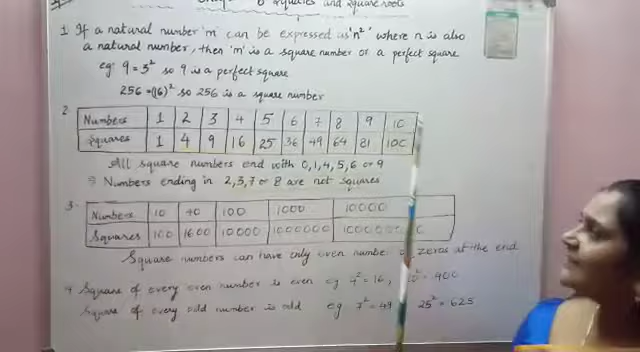 6 Squares and Square roots
1 If a natural number 'm' can be expressed as 'n²' where n is also
a natural number, then 'm' is a square number or a perfect square
eg 9 = 3² so 9 is a perfect square
256 = (16)² so 256 is a square number
2
Numbers 1 2 3 4 5 6 7 8 9 10
Squares 1 4 9 16 25 36 49 64 81 100
All square numbers end with 0,1,4,5,6 or 9
Numbers ending in 2,3,7 or 8 are not squares
3
Numbers 10 40 100 1000 10000
Squares 100 1600 10000 1000000
Square numbers can have only even number zeros at the end
4 Square of every even number is even eg 4² = 16, = 900
Square of every odd number is odd eg 7² = 49 25² = 625